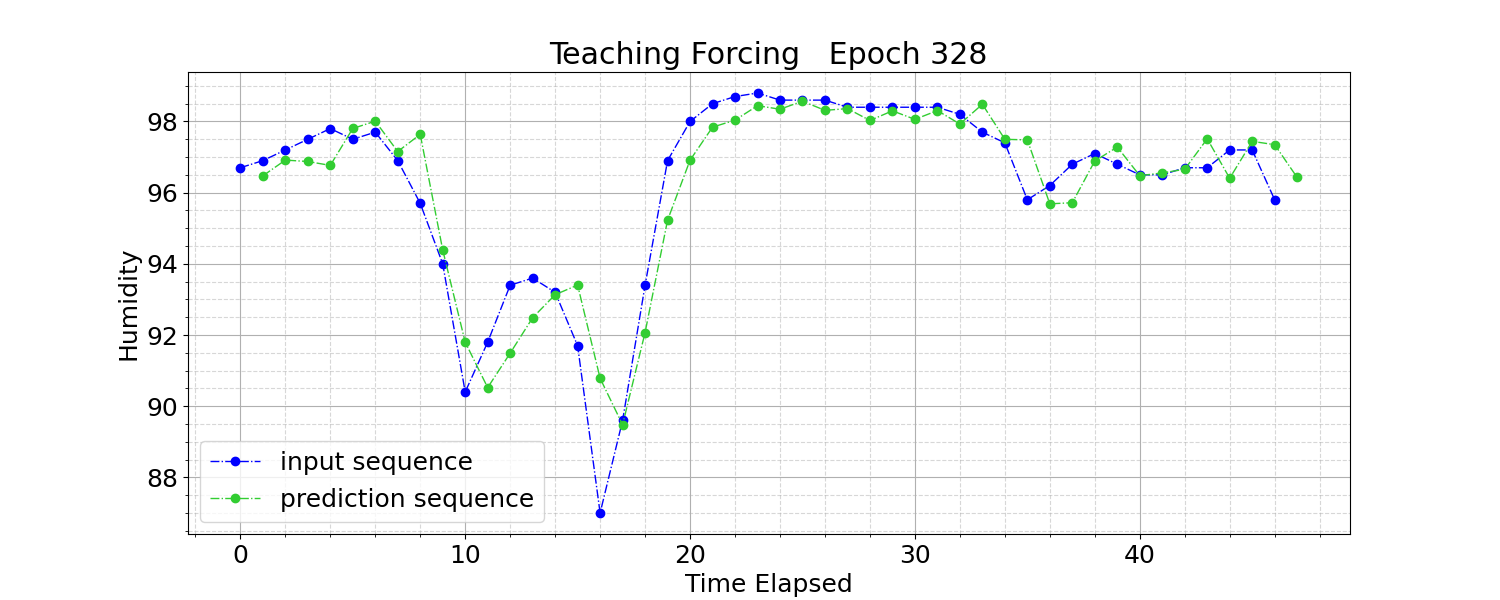 Teaching Forcing   Epoch 328
98
96
94
92
90
88
Humidity
input sequence
prediction sequence
0 10 20 30 40
Time Elapsed